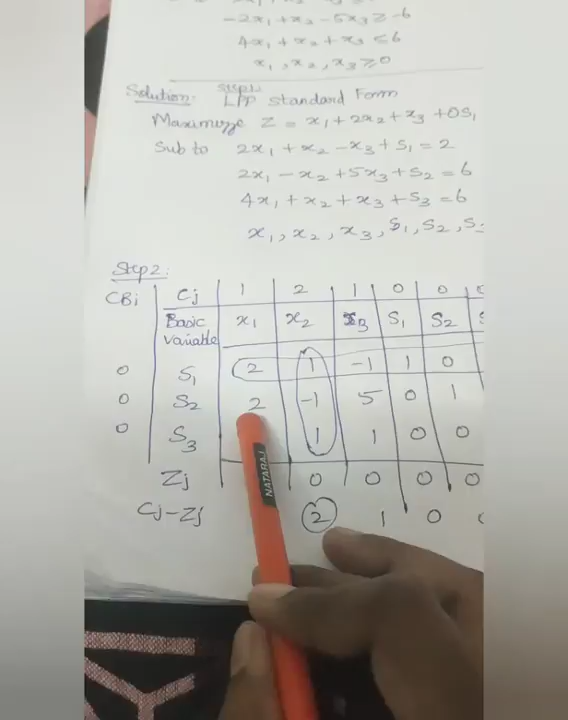 -2x₁+x₂-5x₃≥-6
4x₁+x₂+x₃≤6
x₁,x₂,x₃≥0
Solution: Step1:
LPP Standard Form
Maximize Z = x₁+2x₂+x₃+0S₁
Sub to 2x₁+x₂-x₃+S₁=2
2x₁-x₂+5x₃+S₂=6
4x₁+x₂+x₃+S₃=6
x₁,x₂,x₃,S₁,S₂,S₃
Step2:
CBi Cj 1 2 1 0 0
Basic variable x₁ x₂ x₃ S₁ S₂
0 S₁ 2 1 -1 1 0
0 S₂ 2 -1 5 0 1
0 S₃ 1 1 0 0
Zj 0 0 0 0
Cj-Zj 2 1 0
NATARAJ